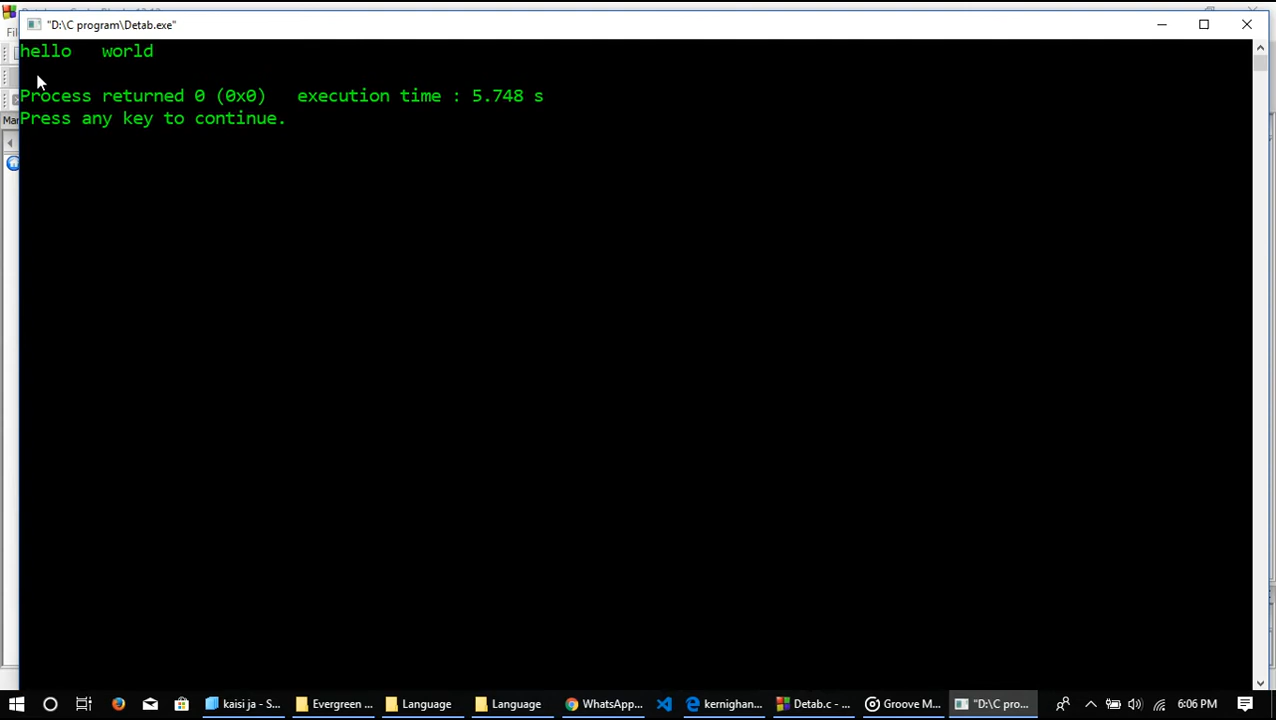 "D:\C program\Detab.exe"
hello   world
Process returned 0 (0x0)   execution time : 5.748 s
Press any key to continue.
Mar
kaisi ja - S...
Evergreen ...
Language
Language
WhatsApp...
kernighan...
Detab.c - ...
Groove M...
"D:\C pro...
6:06 PM